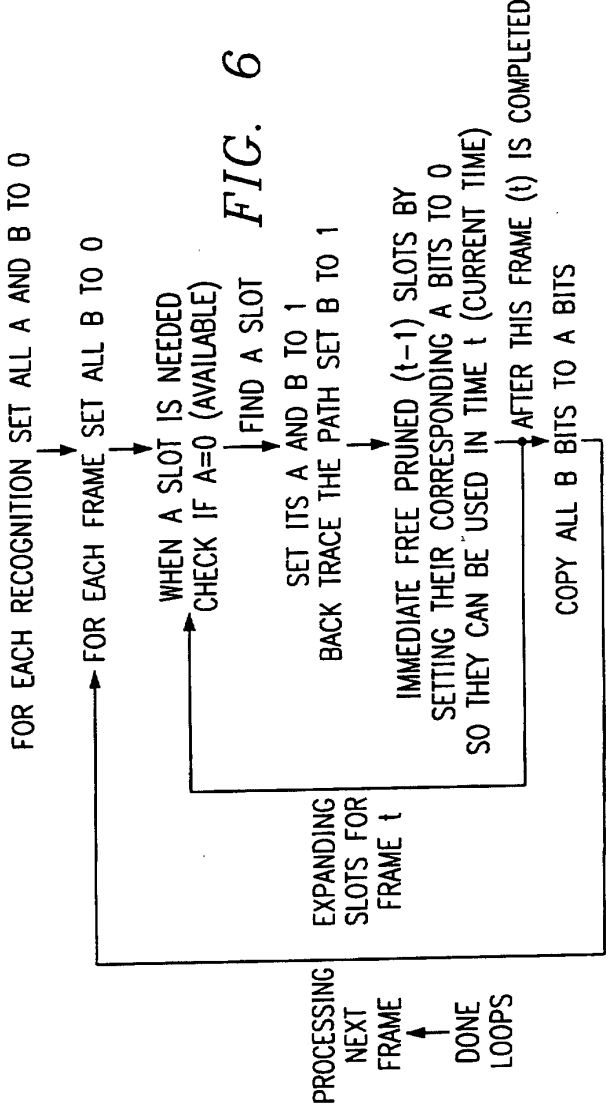 FOR EACH RECOGNITION SET ALL A AND B TO 0
FOR EACH FRAME SET ALL B TO 0
WHEN A SLOT IS NEEDED
CHECK IF A=0 (AVAILABLE)
FIND A SLOT
FIG. 6
SET ITS A AND B TO 1
BACK TRACE THE PATH SET B TO 1
IMMEDIATE FREE PRUNED (t-1) SLOTS BY
SETTING THEIR CORRESPONDING A BITS TO 0
SO THEY CAN BE USED IN TIME t (CURRENT TIME)
AFTER THIS FRAME (t) IS COMPLETED
COPY ALL B BITS TO A BITS
EXPANDING
SLOTS FOR
FRAME t
PROCESSING
NEXT
FRAME
DONE
LOOPS